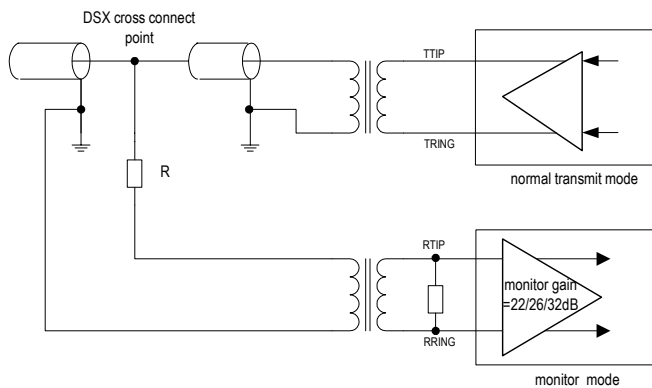 DSX cross connect
point
TTIP
TRING
normal transmit mode
R
RTIP
monitor gain
=22/26/32dB
RRING
monitor mode